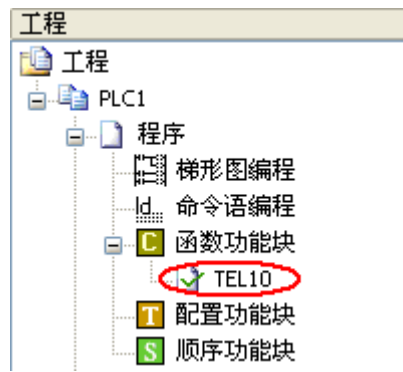 工程
工程
PLC1
程序
梯形图编程
ld 命令语编程
C 函数功能块
TEL10
T 配置功能块
S 顺序功能块